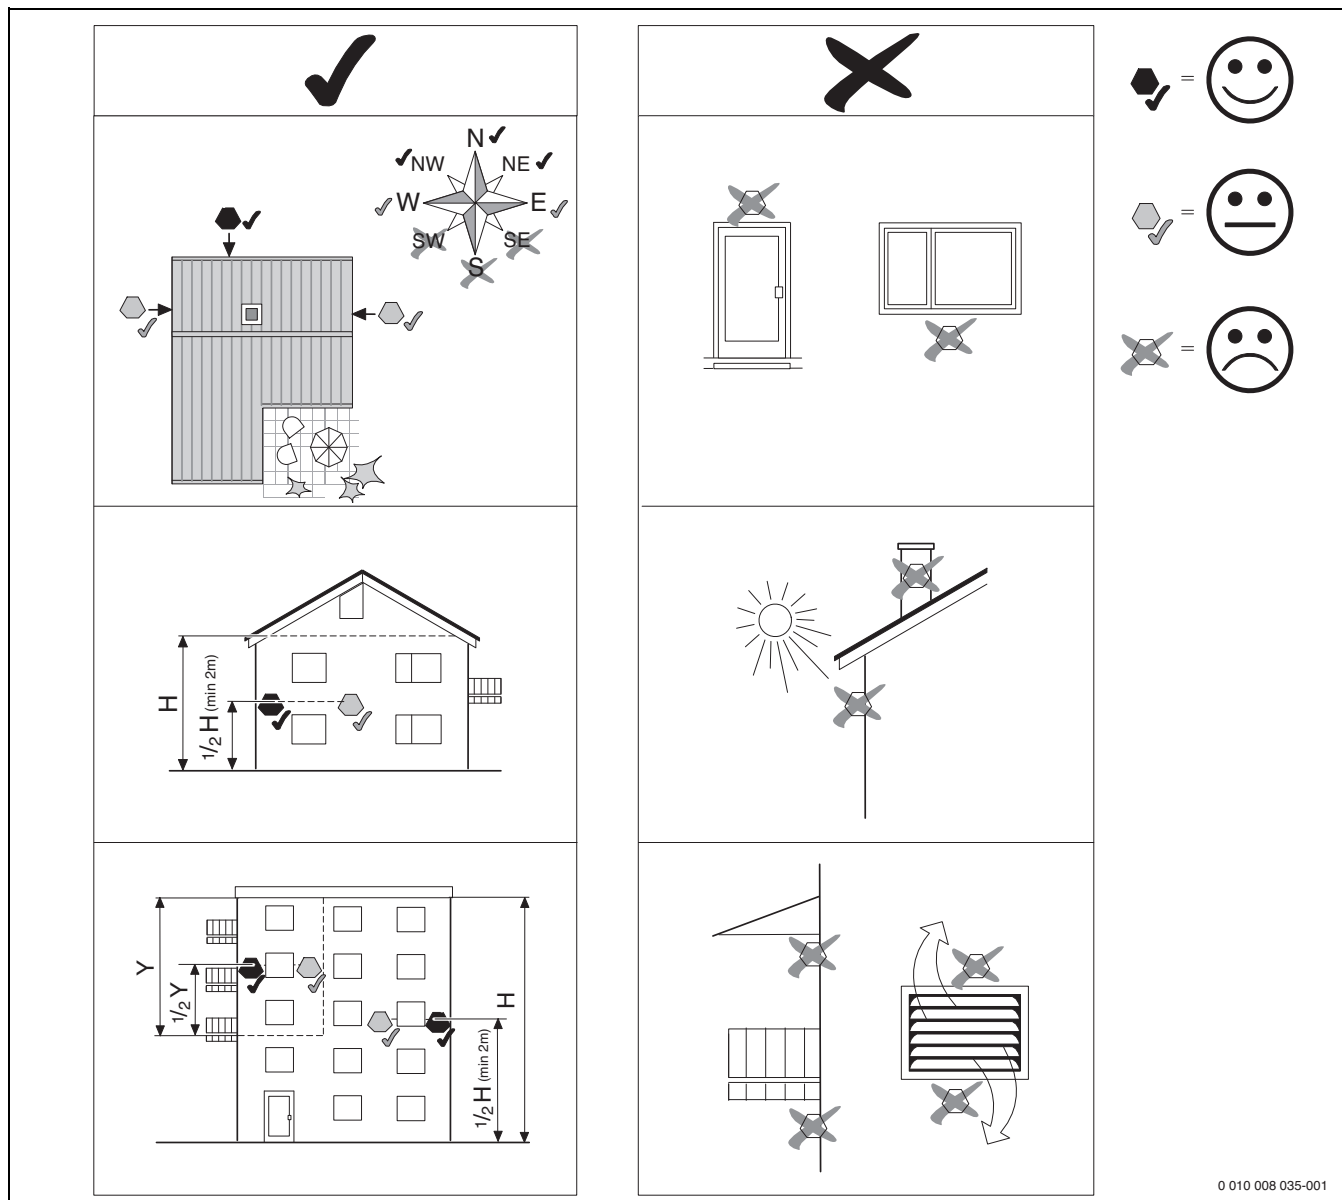 =
=
=
N
NW
NE
W
E
SW
SE
S
H
1/2 H (min 2m)
Y
1/2 Y
H
1/2 H (min 2m)
0 010 008 035-001